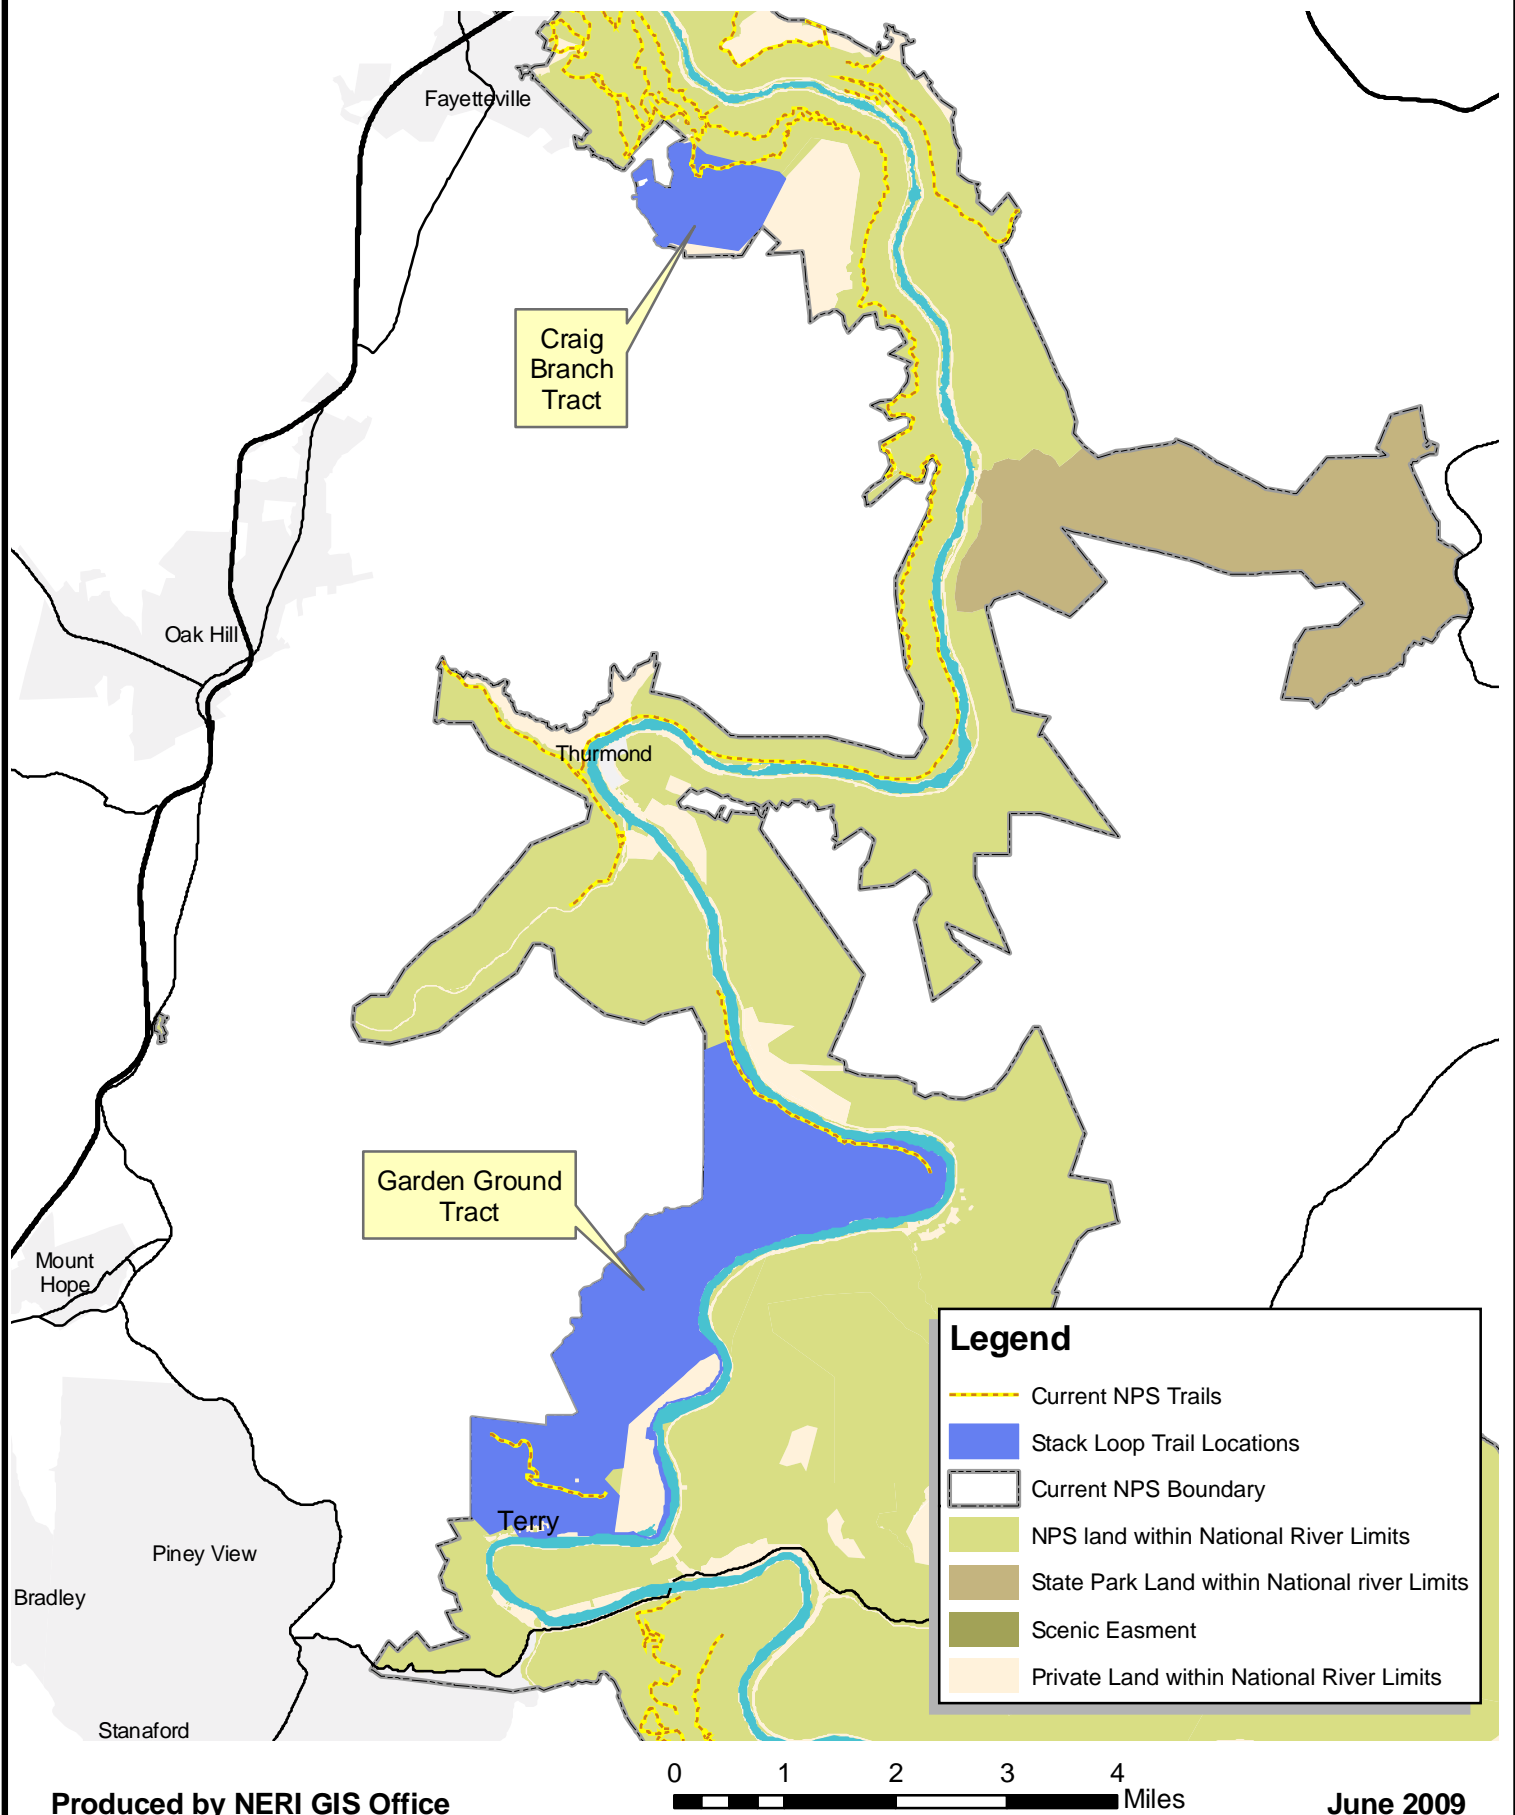 Fayetteville
Craig
Branch
Tract
Oak Hill
Thurmond
Garden Ground
Tract
Mount
Hope
Legend
Current NPS Trails
Stack Loop Trail Locations
Current NPS Boundary
NPS land within National River Limits
State Park Land within National river Limits
Scenic Easment
Private Land within National River Limits
Terry
Piney View
Bradley
Stanaford
0 1 2 3 4
Miles
Produced by NERI GIS Office
June 2009